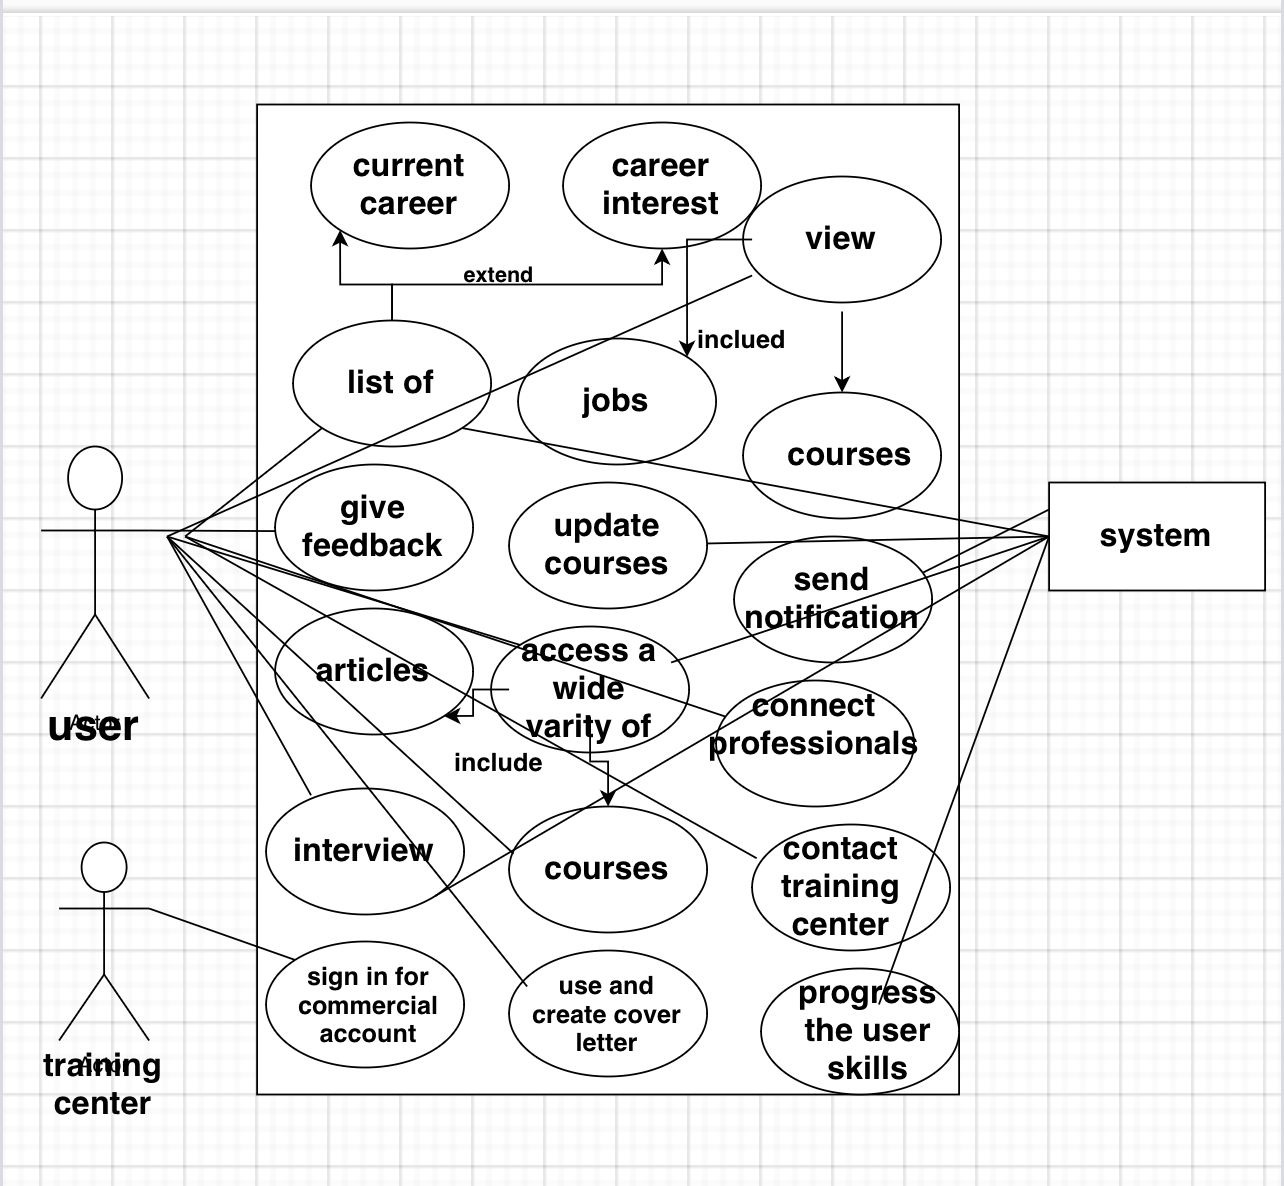 current
career
career
interest
view
extend
inclued
list of
jobs
courses
give
feedback
update
courses
system
send
notification
articles
access a
wide
varity of
connect
professionals
Actor
user
include
interview
courses
contact
training
center
sign in for
commercial
account
use and
create cover
letter
progress
the user
skills
Actor
training
center